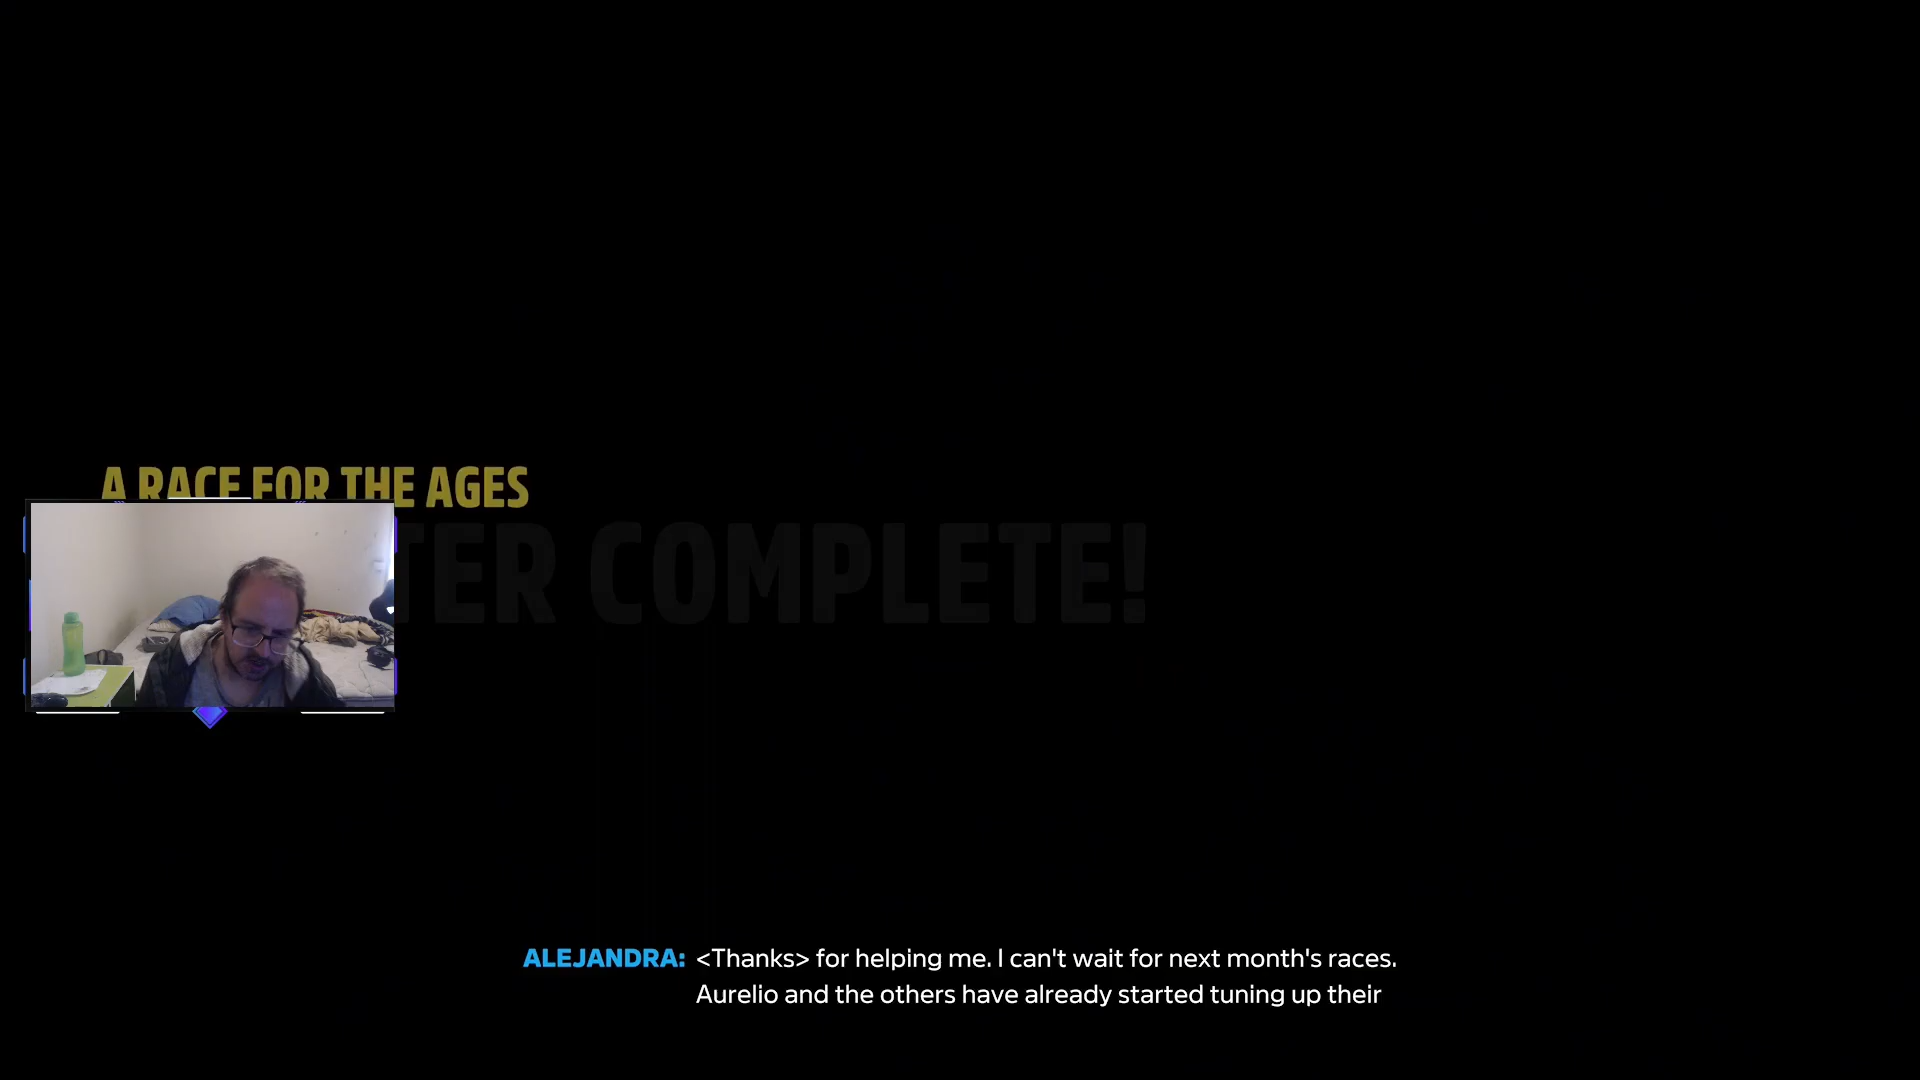 A RACE FOR THE AGES
COMPLETE!
ALEJANDRA: <Thanks> for helping me. I can't wait for next month's races.
Aurelio and the others have already started tuning up their